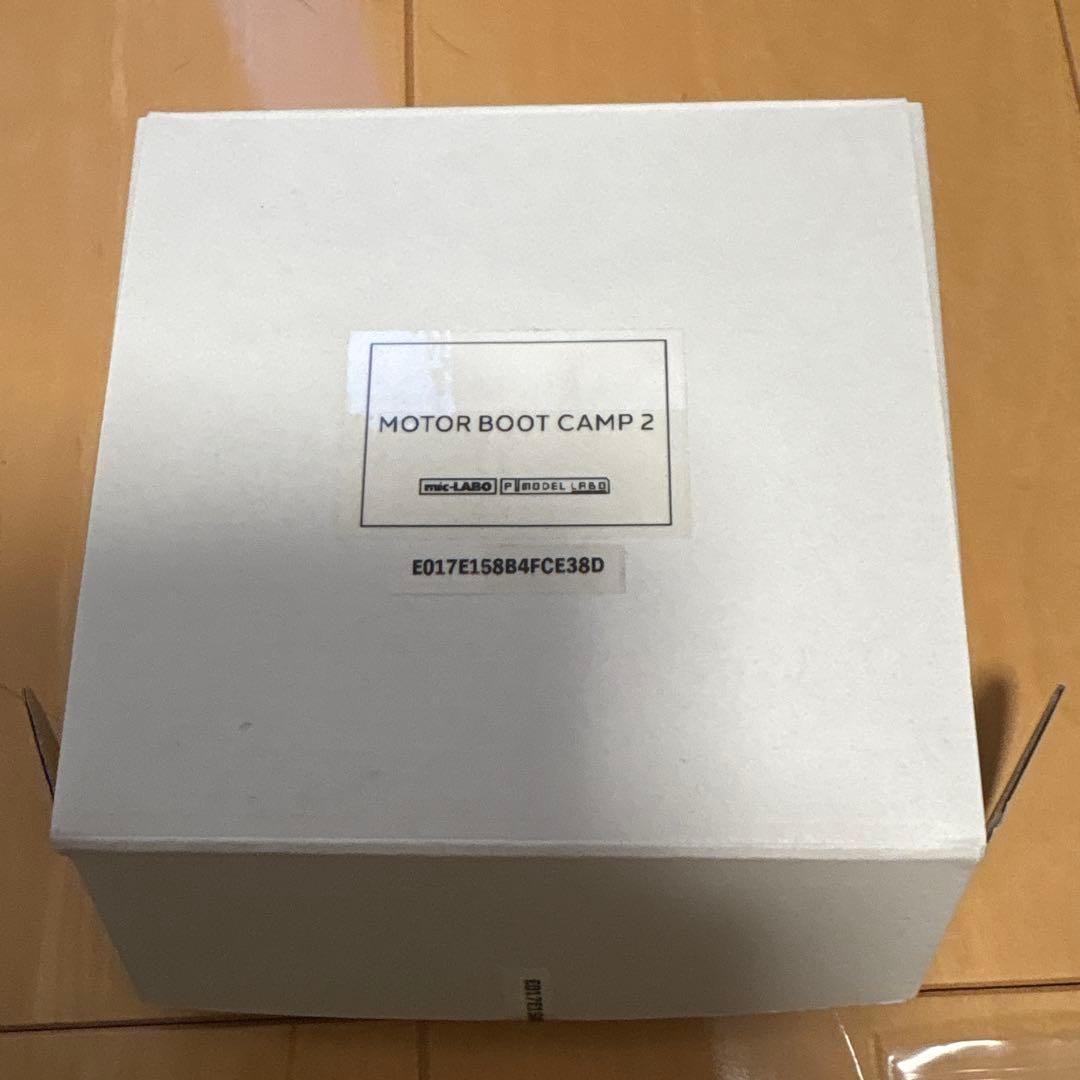 MOTOR BOOT CAMP 2
mic-LABO P MODEL LABO
E017E158B4FCE38D